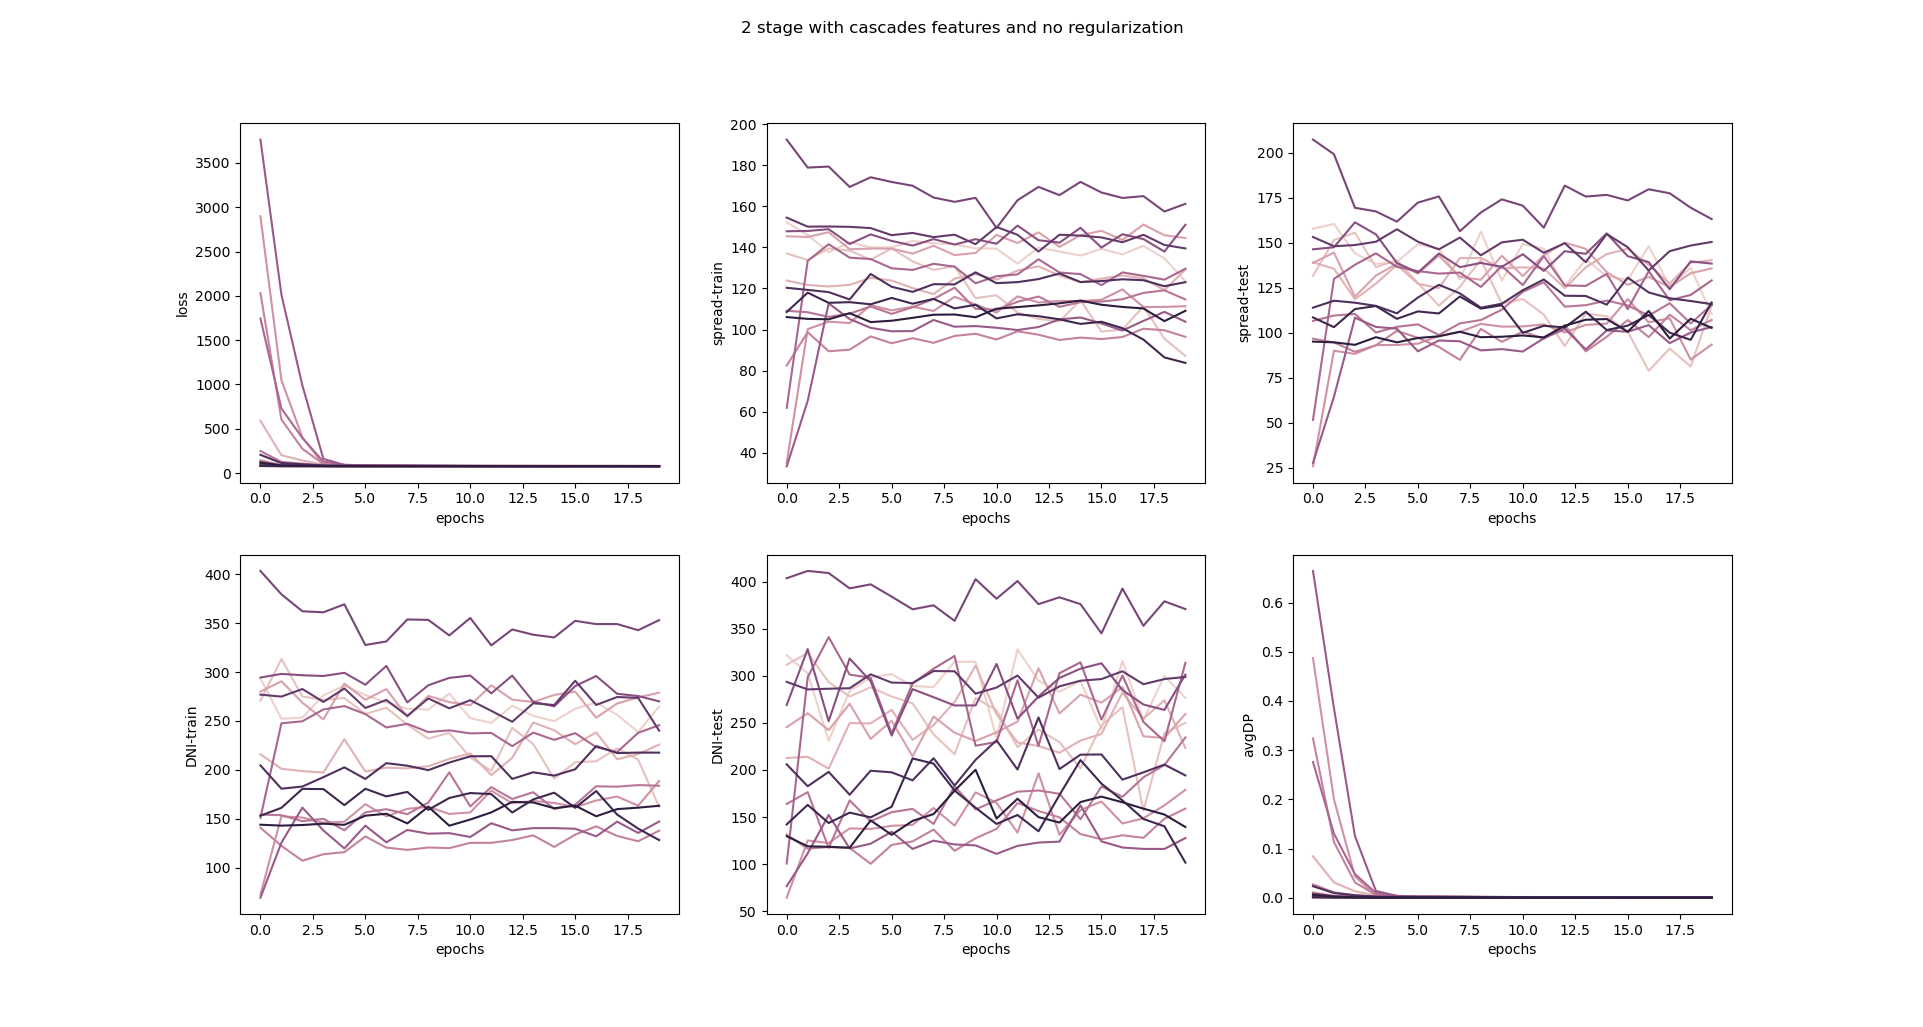 2 stage with cascades features and no regularization
3500
3000
2500
2000
1500
1000
500
0
loss
0.0 2.5 5.0 7.5 10.0 12.5 15.0 17.5
epochs
200
180
160
140
120
100
80
60
40
spread-train
0.0 2.5 5.0 7.5 10.0 12.5 15.0 17.5
epochs
200
175
150
125
100
75
50
25
spread-test
0.0 2.5 5.0 7.5 10.0 12.5 15.0 17.5
epochs
400
350
300
250
200
150
100
DNI-train
0.0 2.5 5.0 7.5 10.0 12.5 15.0 17.5
epochs
400
350
300
250
200
150
100
50
DNI-test
0.0 2.5 5.0 7.5 10.0 12.5 15.0 17.5
epochs
0.6
0.5
0.4
0.3
0.2
0.1
0.0
avgDP
0.0 2.5 5.0 7.5 10.0 12.5 15.0 17.5
epochs